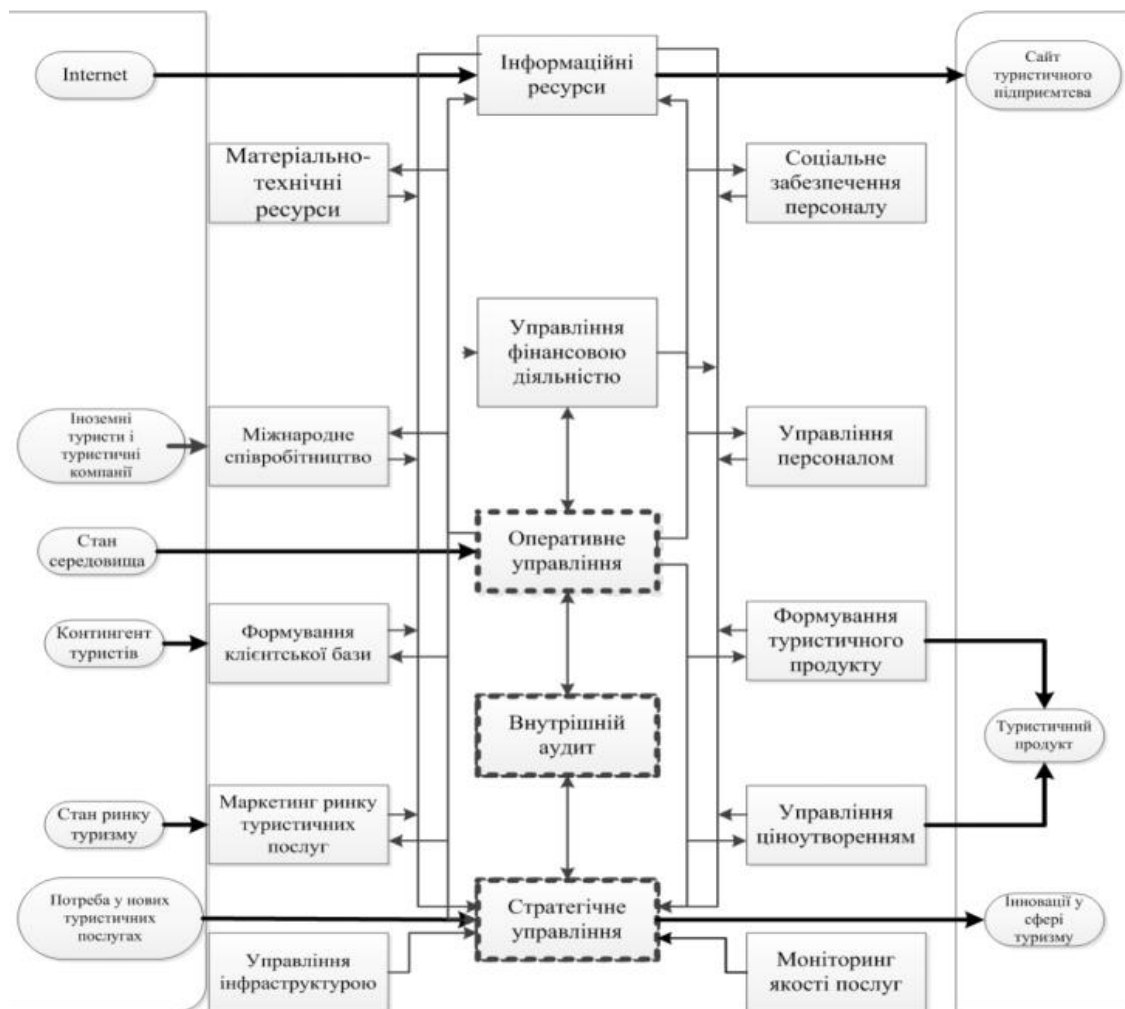 Internet
Інформаційні
ресурси
Сайт
туристичного
підприємтсва
Матеріально-
технічні
ресурси
Соціальне
забезпечення
персоналу
Управління
фінансовою
діяльністю
Іноземні
туристи і
туристичні
компанії
Міжнародне
співробітництво
Управління
персоналом
Стан
середовища
Оперативне
управління
Контингент
туристів
Формування
клієнтської бази
Формування
туристичного
продукту
Внутрішній
аудит
Туристичний
продукт
Стан ринку
туризму
Маркетинг ринку
туристичних
послуг
Управління
ціноутворенням
Потреба у нових
туристичних
послугах
Стратегічне
управління
Інновації у
сфері
туризму
Управління
інфраструктурою
Моніторинг
якості послуг